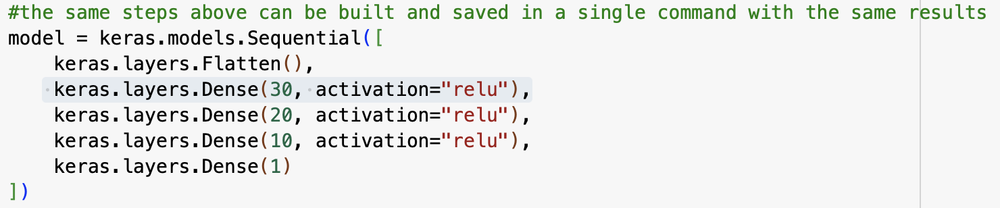 #the same steps above can be built and saved in a single command with the same results
model = keras.models.Sequential([
    keras.layers.Flatten(),
    keras.layers.Dense(30, activation="relu"),
    keras.layers.Dense(20, activation="relu"),
    keras.layers.Dense(10, activation="relu"),
    keras.layers.Dense(1)
])